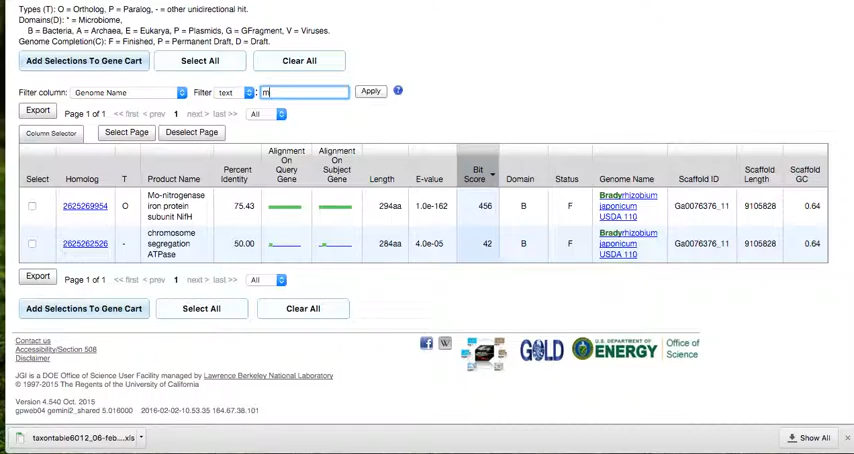 Types (T): O = Ortholog, P = Paralog, - = other unidirectional hit.
Domains(D): * = Microbiome,
B = Bacteria, A = Archaea, E = Eukarya, P = Plasmids, G = GFragment, V = Viruses.
Genome Completion(C): F = Finished, P = Permanent Draft, D = Draft.
Add Selections To Gene Cart Select All Clear All
Filter column: Genome Name Filter text : m Apply ?
Export Page 1 of 1 << first < prev 1 next > last >> All
Column Selector Select Page Deselect Page
Select Homolog T Product Name Percent Identity Alignment On Query Gene Alignment On Subject Gene Length E-value Bit Score Domain Status Genome Name Scaffold ID Scaffold Length Scaffold GC
2625269954 O Mo-nitrogenase iron protein subunit NifH 75.43 294aa 1.0e-162 456 B F Bradyrhizobium japonicum USDA 110 Ga0076376_11 9105828 0.64
2625262526 - chromosome segregation ATPase 50.00 284aa 4.0e-05 42 B F Bradyrhizobium japonicum USDA 110 Ga0076376_11 9105828 0.64
Export Page 1 of 1 << first < prev 1 next > last >> All
Add Selections To Gene Cart Select All Clear All
Contact us
Accessibility/Section 508
Disclaimer
f W GOLD U.S. DEPARTMENT OF ENERGY Office of Science
JGI is a DOE Office of Science User Facility managed by Lawrence Berkeley National Laboratory
© 1997-2015 The Regents of the University of California
Version 4.540 Oct. 2015
gpweb04 gemini2_shared 5.016000 2016-02-02-10.53.35 164.67.38.101
taxontable6012_06-feb....xls Show All